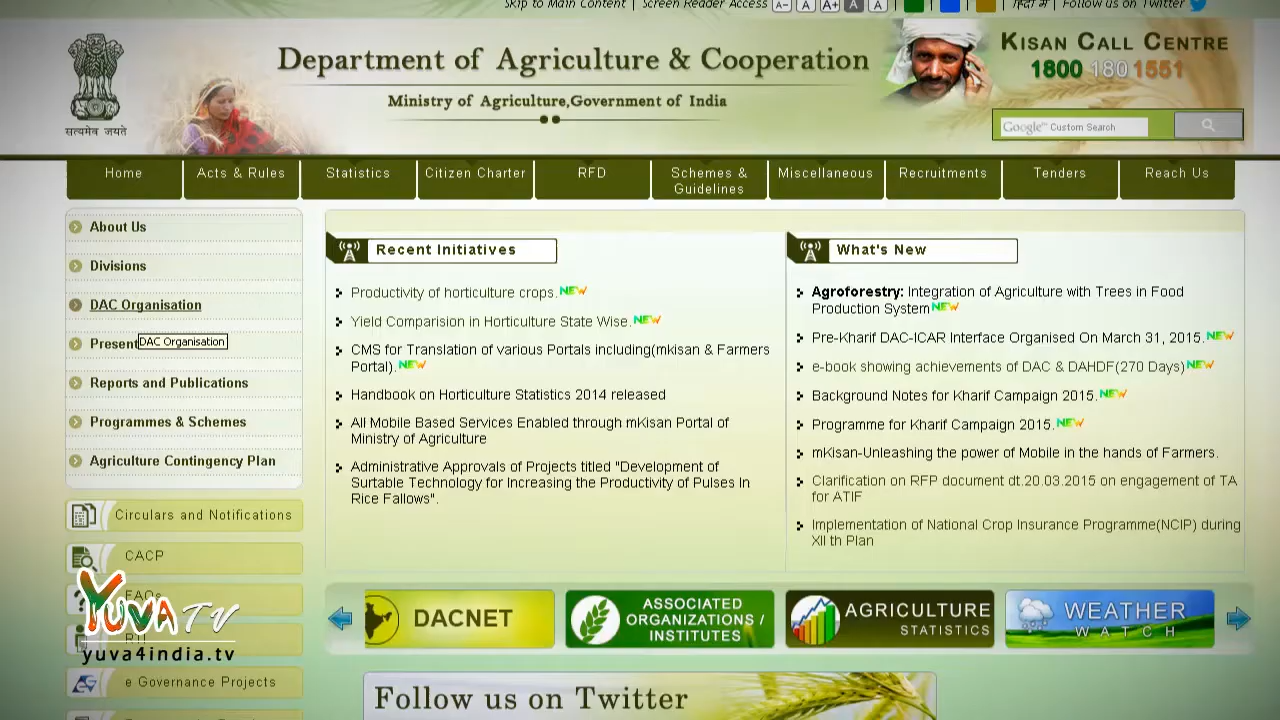 Skip to Main Content | Screen Reader Access A- A A+ A A | हिंदी में | Follow us on Twitter
सत्यमेव जयते
Department of Agriculture & Cooperation
Ministry of Agriculture,Government of India
KISAN CALL CENTRE
1800 180 1551
Google™ Custom Search
Home
Acts & Rules
Statistics
Citizen Charter
RFD
Schemes &
Guidelines
Miscellaneous
Recruitments
Tenders
Reach Us
About Us
Divisions
DAC Organisation
Present
DAC Organisation
Reports and Publications
Programmes & Schemes
Agriculture Contingency Plan
Circulars and Notifications
CACP
FAQs
RTI
e Governance Projects
Recent Initiatives
Productivity of horticulture crops. NEW
Yield Comparision in Horticulture State Wise. NEW
CMS for Translation of various Portals including(mkisan & Farmers
Portal). NEW
Handbook on Horticulture Statistics 2014 released
All Mobile Based Services Enabled through mKisan Portal of
Ministry of Agriculture
Administrative Approvals of Projects titled "Development of
Surtable Technology for Increasing the Productivity of Pulses In
Rice Fallows".
What's New
Agroforestry: Integration of Agriculture with Trees in Food
Production System NEW
Pre-Kharif DAC-ICAR Interface Organised On March 31, 2015. NEW
e-book showing achievements of DAC & DAHDF(270 Days) NEW
Background Notes for Kharif Campaign 2015. NEW
Programme for Kharif Campaign 2015. NEW
mKisan-Unleashing the power of Mobile in the hands of Farmers.
Clarification on RFP document dt.20.03.2015 on engagement of TA
for ATIF
Implementation of National Crop Insurance Programme(NCIP) during
XII th Plan
DACNET
ASSOCIATED
ORGANIZATIONS /
INSTITUTES
AGRICULTURE
STATISTICS
WEATHER
WATCH
Follow us on Twitter
YUVA TV
yuva4india.tv